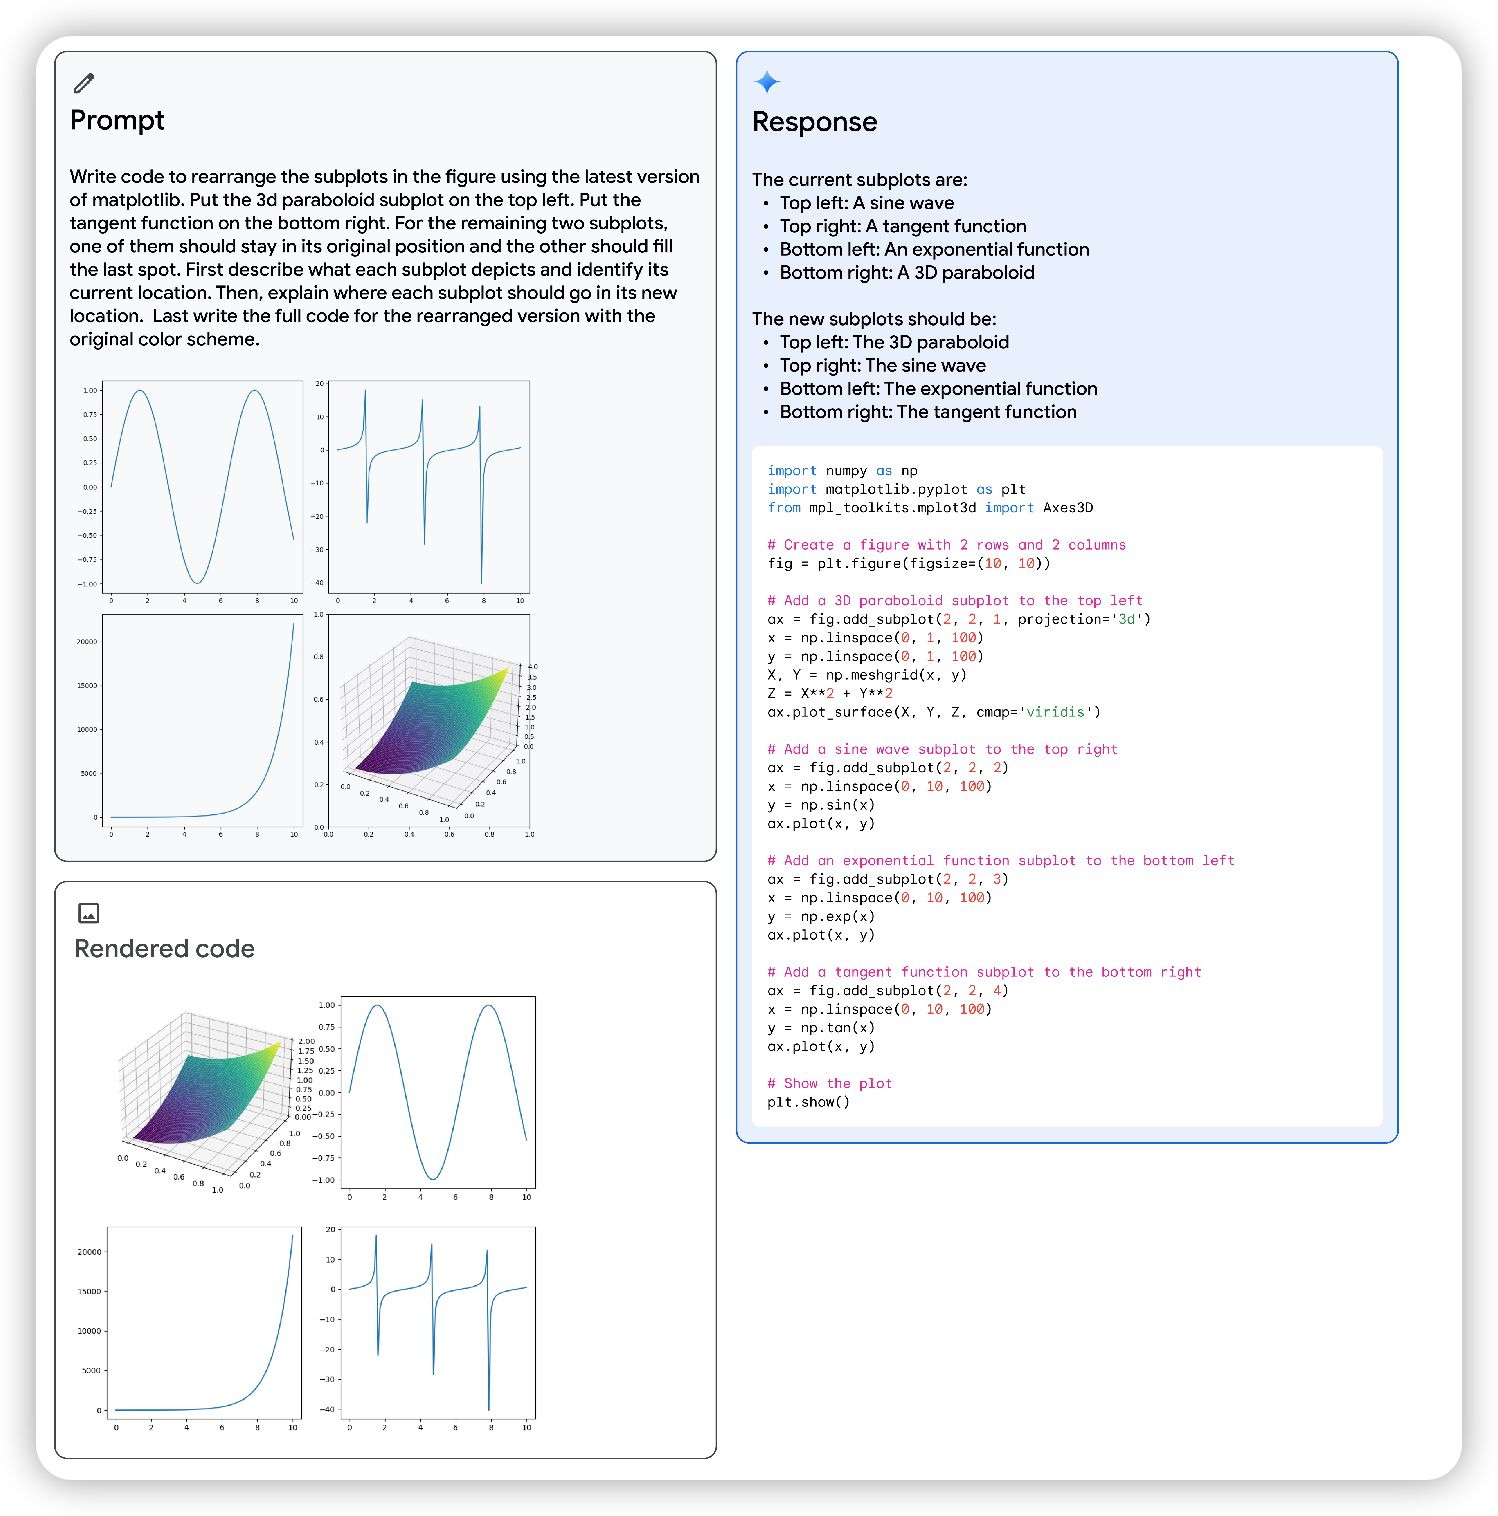 Prompt
Write code to rearrange the subplots in the figure using the latest version
of matplotlib. Put the 3d paraboloid subplot on the top left. Put the
tangent function on the bottom right. For the remaining two subplots,
one of them should stay in its original position and the other should fill
the last spot. First describe what each subplot depicts and identify its
current location. Then, explain where each subplot should go in its new
location.  Last write the full code for the rearranged version with the
original color scheme.
1.00
0.75
0.50
0.25
0.00
−0.25
−0.50
−0.75
−1.00
0 2 4 6 8 10
20
10
0
−10
−20
−30
−40
0 2 4 6 8 10
20000
15000
10000
5000
0
0 2 4 6 8 10
1.0
0.8
0.6
0.4
0.2
0.0
0.0 0.2 0.4 0.6 0.8 1.0
4.0
3.5
3.0
2.5
2.0
1.5
1.0
0.5
0.0
0.0 0.2 0.4 0.6 0.8 1.0
0.0 0.2 0.4 0.6 0.8 1.0
Rendered code
2.00
1.75
1.50
1.25
1.00
0.75
0.50
0.25
0.00
0.0 0.2 0.4 0.6 0.8 1.0
0.0 0.2 0.4 0.6 0.8 1.0
1.00
0.75
0.50
0.25
0.00
−0.25
−0.50
−0.75
−1.00
0 2 4 6 8 10
20000
15000
10000
5000
0
0 2 4 6 8 10
20
10
0
−10
−20
−30
−40
0 2 4 6 8 10
Response
The current subplots are:
• Top left: A sine wave
• Top right: A tangent function
• Bottom left: An exponential function
• Bottom right: A 3D paraboloid
The new subplots should be:
• Top left: The 3D paraboloid
• Top right: The sine wave
• Bottom left: The exponential function
• Bottom right: The tangent function
import numpy as np
import matplotlib.pyplot as plt
from mpl_toolkits.mplot3d import Axes3D
# Create a figure with 2 rows and 2 columns
fig = plt.figure(figsize=(10, 10))
# Add a 3D paraboloid subplot to the top left
ax = fig.add_subplot(2, 2, 1, projection='3d')
x = np.linspace(0, 1, 100)
y = np.linspace(0, 1, 100)
X, Y = np.meshgrid(x, y)
Z = X**2 + Y**2
ax.plot_surface(X, Y, Z, cmap='viridis')
# Add a sine wave subplot to the top right
ax = fig.add_subplot(2, 2, 2)
x = np.linspace(0, 10, 100)
y = np.sin(x)
ax.plot(x, y)
# Add an exponential function subplot to the bottom left
ax = fig.add_subplot(2, 2, 3)
x = np.linspace(0, 10, 100)
y = np.exp(x)
ax.plot(x, y)
# Add a tangent function subplot to the bottom right
ax = fig.add_subplot(2, 2, 4)
x = np.linspace(0, 10, 100)
y = np.tan(x)
ax.plot(x, y)
# Show the plot
plt.show()